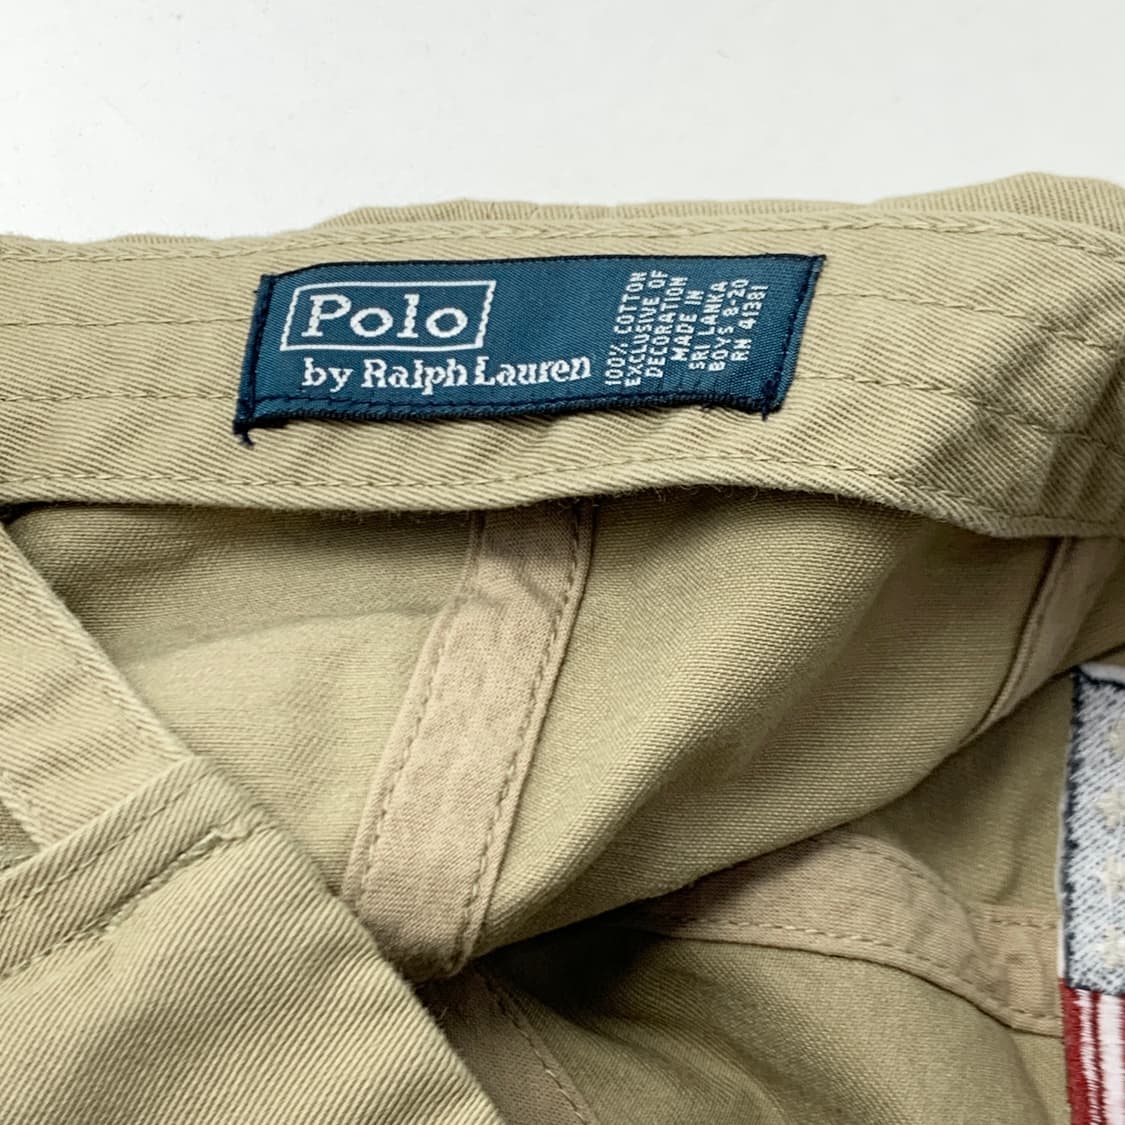 Polo
by Ralph Lauren
100% COTTON
EXCLUSIVE OF
DECORATION
MADE IN
SRI LANKA
BOYS 8-20
RN 41381